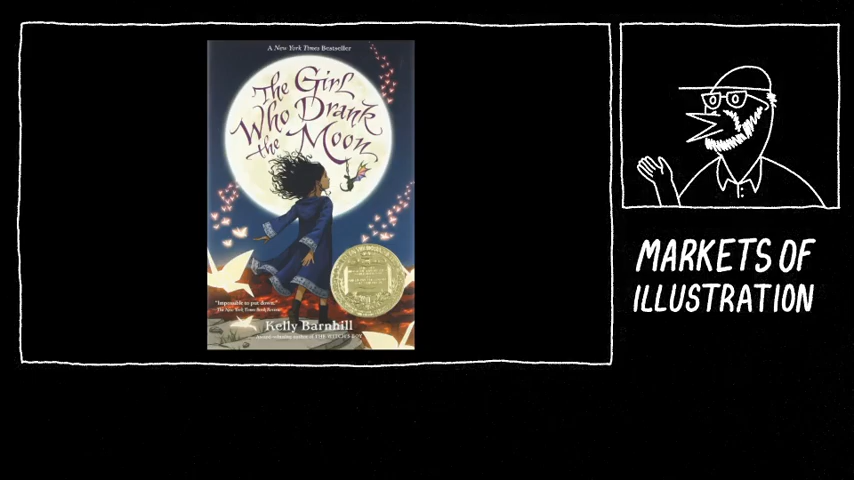 A New York Times Bestseller
The Girl
Who Drank
the Moon
"Impossible to put down."
Kelly Barnhill
MARKETS OF
ILLUSTRATION